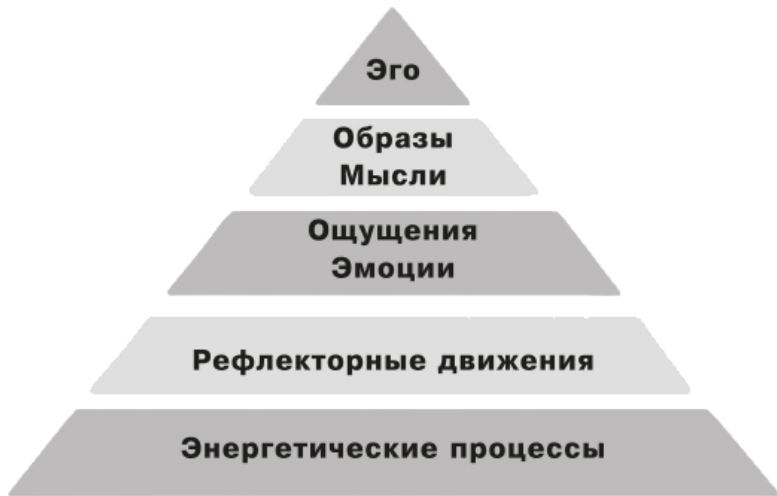 Эго
Образы
Мысли
Ощущения
Эмоции
Рефлекторные движения
Энергетические процессы